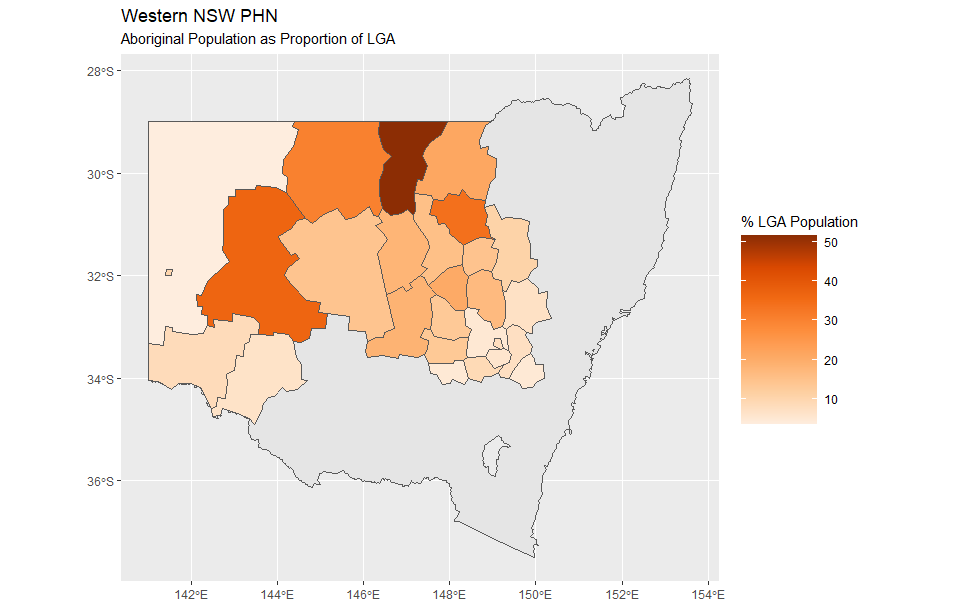 Western NSW PHN
Aboriginal Population as Proportion of LGA
28°S
30°S
32°S
34°S
36°S
142°E
144°E
146°E
148°E
150°E
152°E
154°E
% LGA Population
50
40
30
20
10